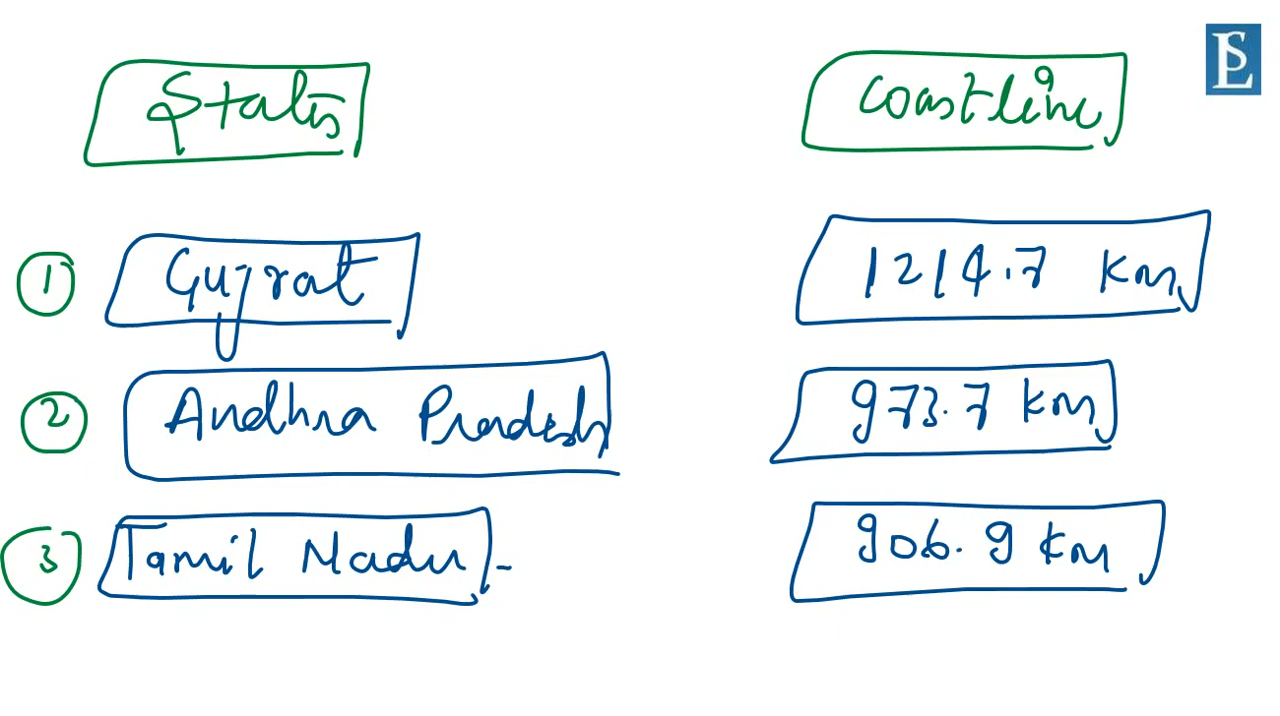 States Coastline
1 Gujrat 1214.7 Km
2 Andhra Pradesh 973.7 Km
3 Tamil Nadu - 906.9 Km